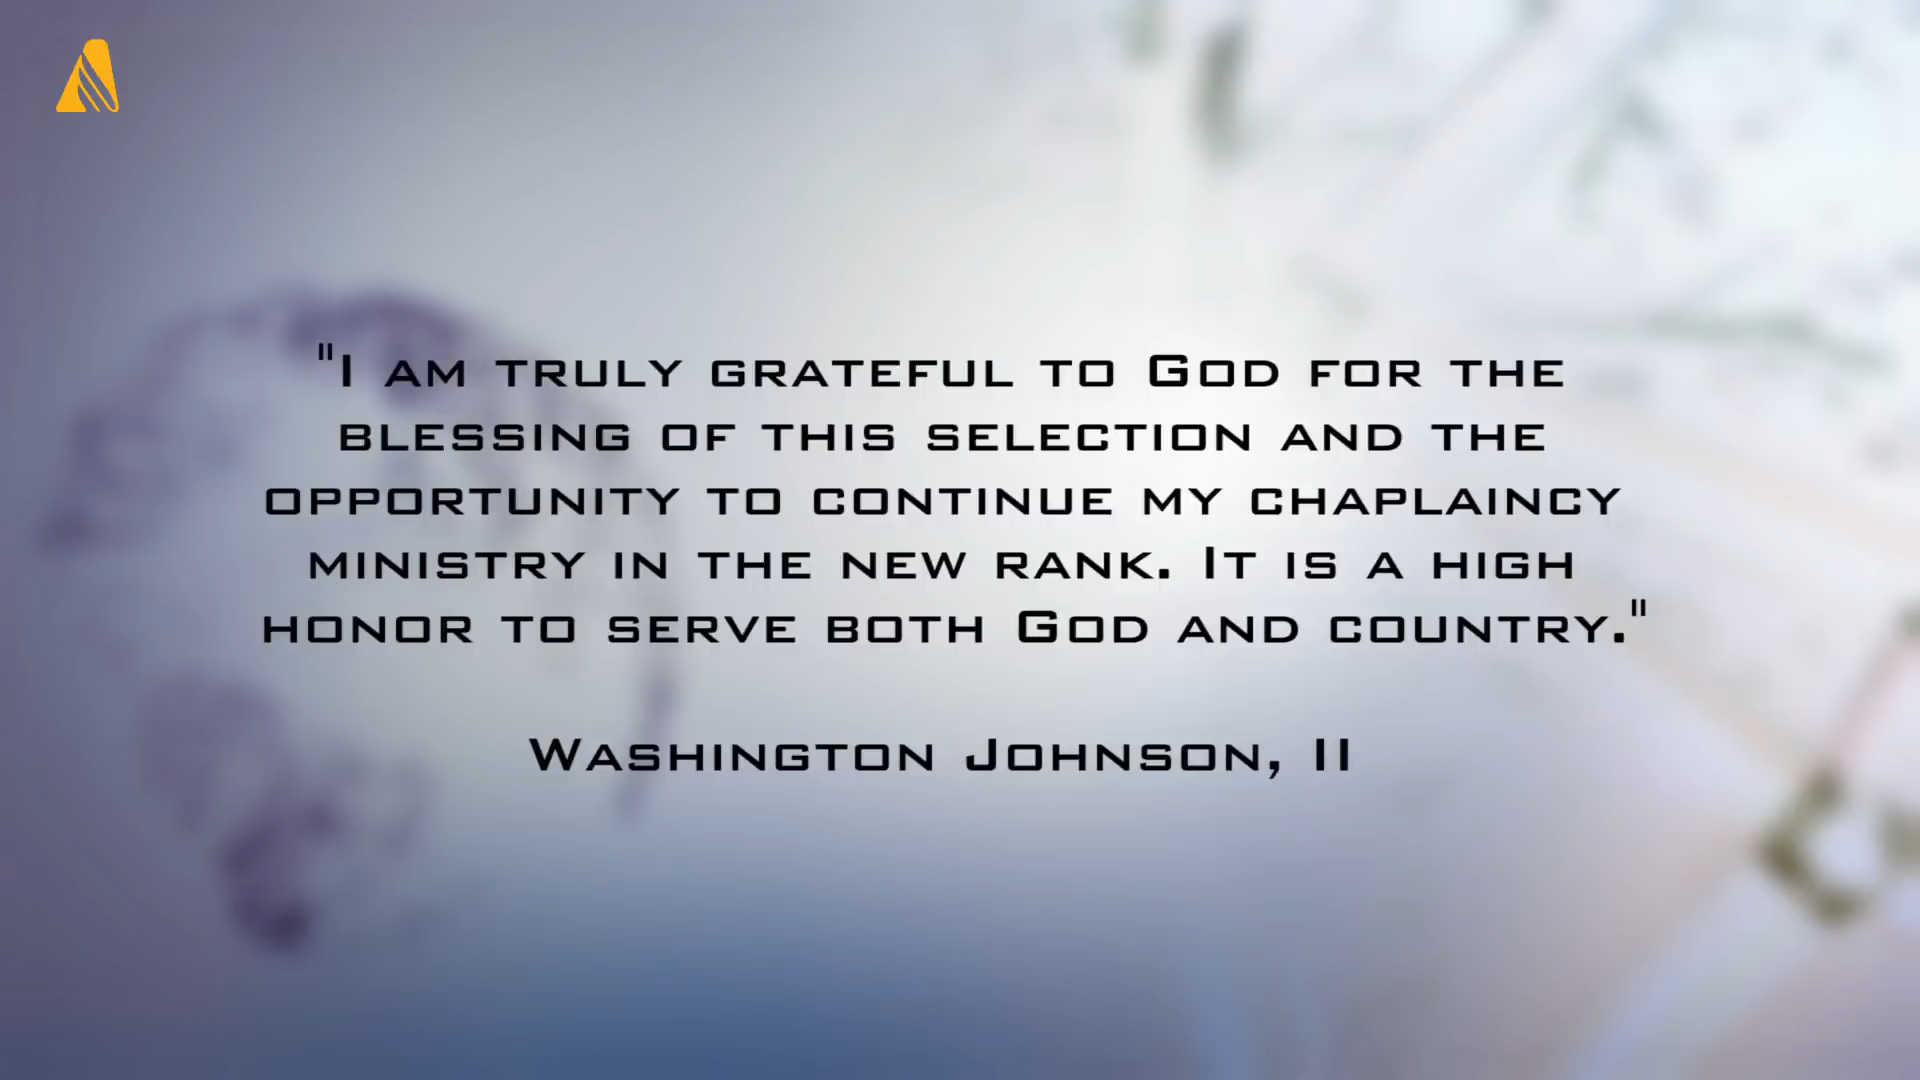 "I am truly grateful to God for the
blessing of this selection and the
opportunity to continue my chaplaincy
ministry in the new rank. It is a high
honor to serve both God and country."
Washington Johnson, II